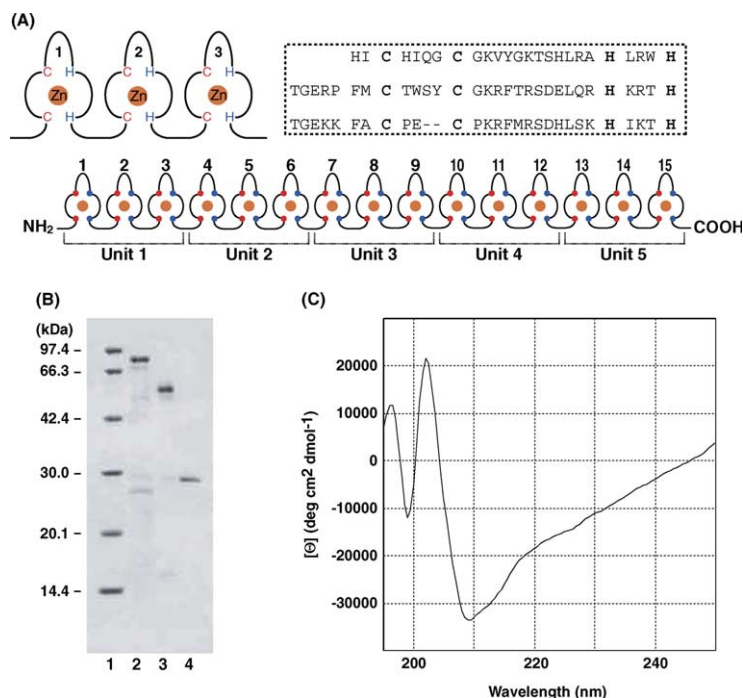 (A)
1 2 3
C H C H C H
Zn Zn Zn
C H C H C H
HI C HIQG C GKVYGKTSHLRA H LRW H
TGERP FM C TWSY C GKRFTRSDELQR H KRT H
TGEKK FA C PE-- C PKRFMRSDHLSK H IKT H
1 2 3 4 5 6 7 8 9 10 11 12 13 14 15
NH2 COOH
Unit 1 Unit 2 Unit 3 Unit 4 Unit 5
(B)
(kDa)
97.4 –
66.3 –
42.4 –
30.0 –
20.1 –
14.4 –
1 2 3 4
(C)
[Θ] (deg cm2 dmol-1)
20000
10000
0
-10000
-20000
-30000
200 220 240
Wavelength (nm)